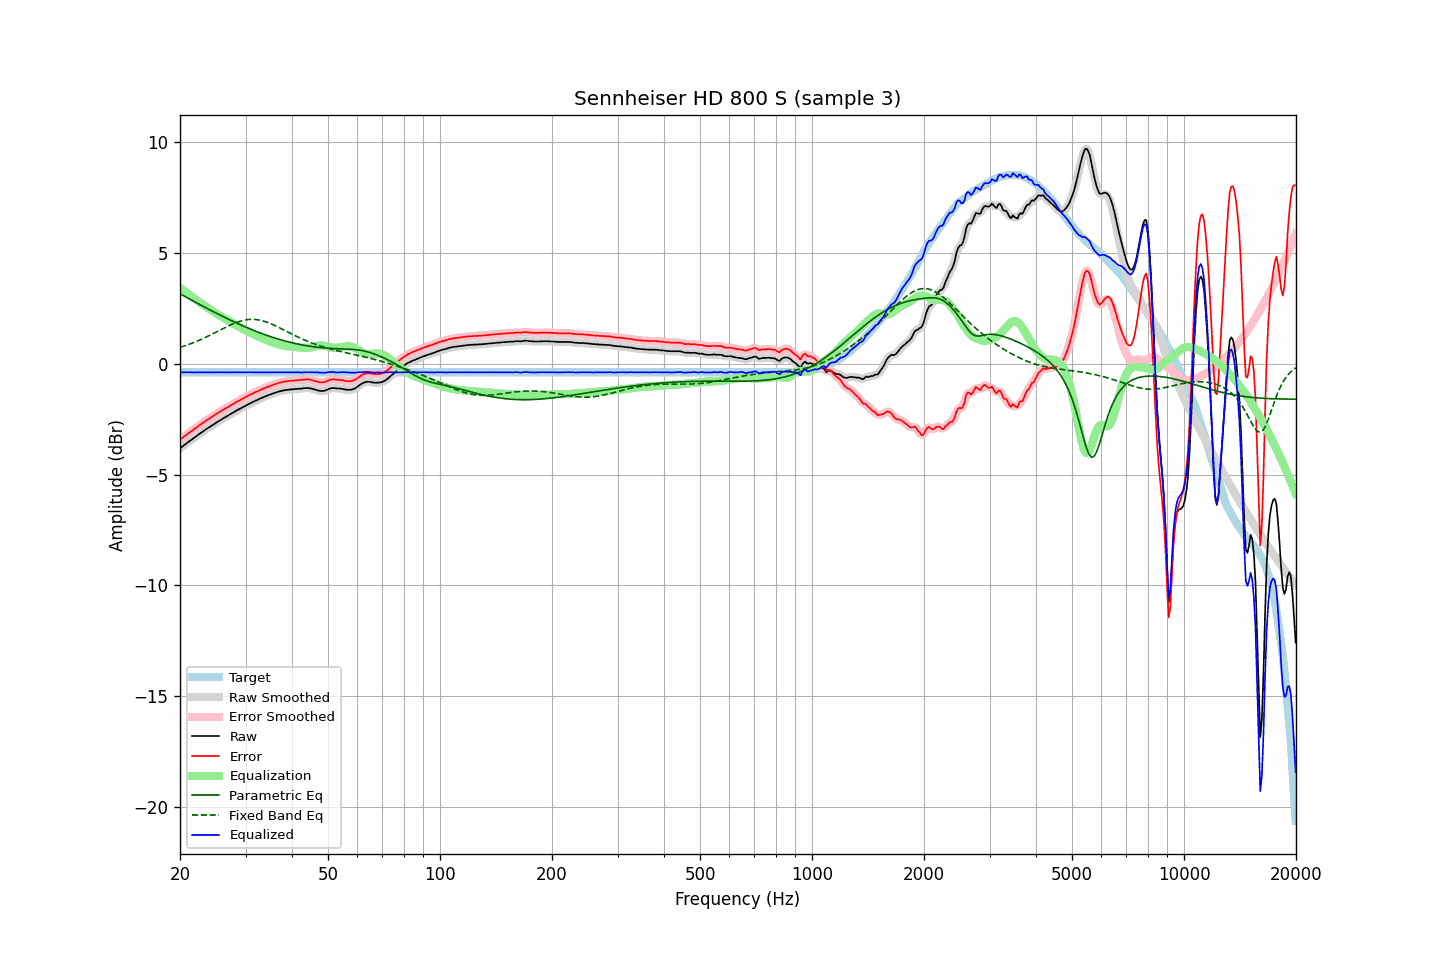 Sennheiser HD 800 S (sample 3)
10
5
0
−5
−10
−15
−20
Amplitude (dBr)
Target
Raw Smoothed
Error Smoothed
Raw
Error
Equalization
Parametric Eq
Fixed Band Eq
Equalized
20 50 100 200 500 1000 2000 5000 10000 20000
Frequency (Hz)